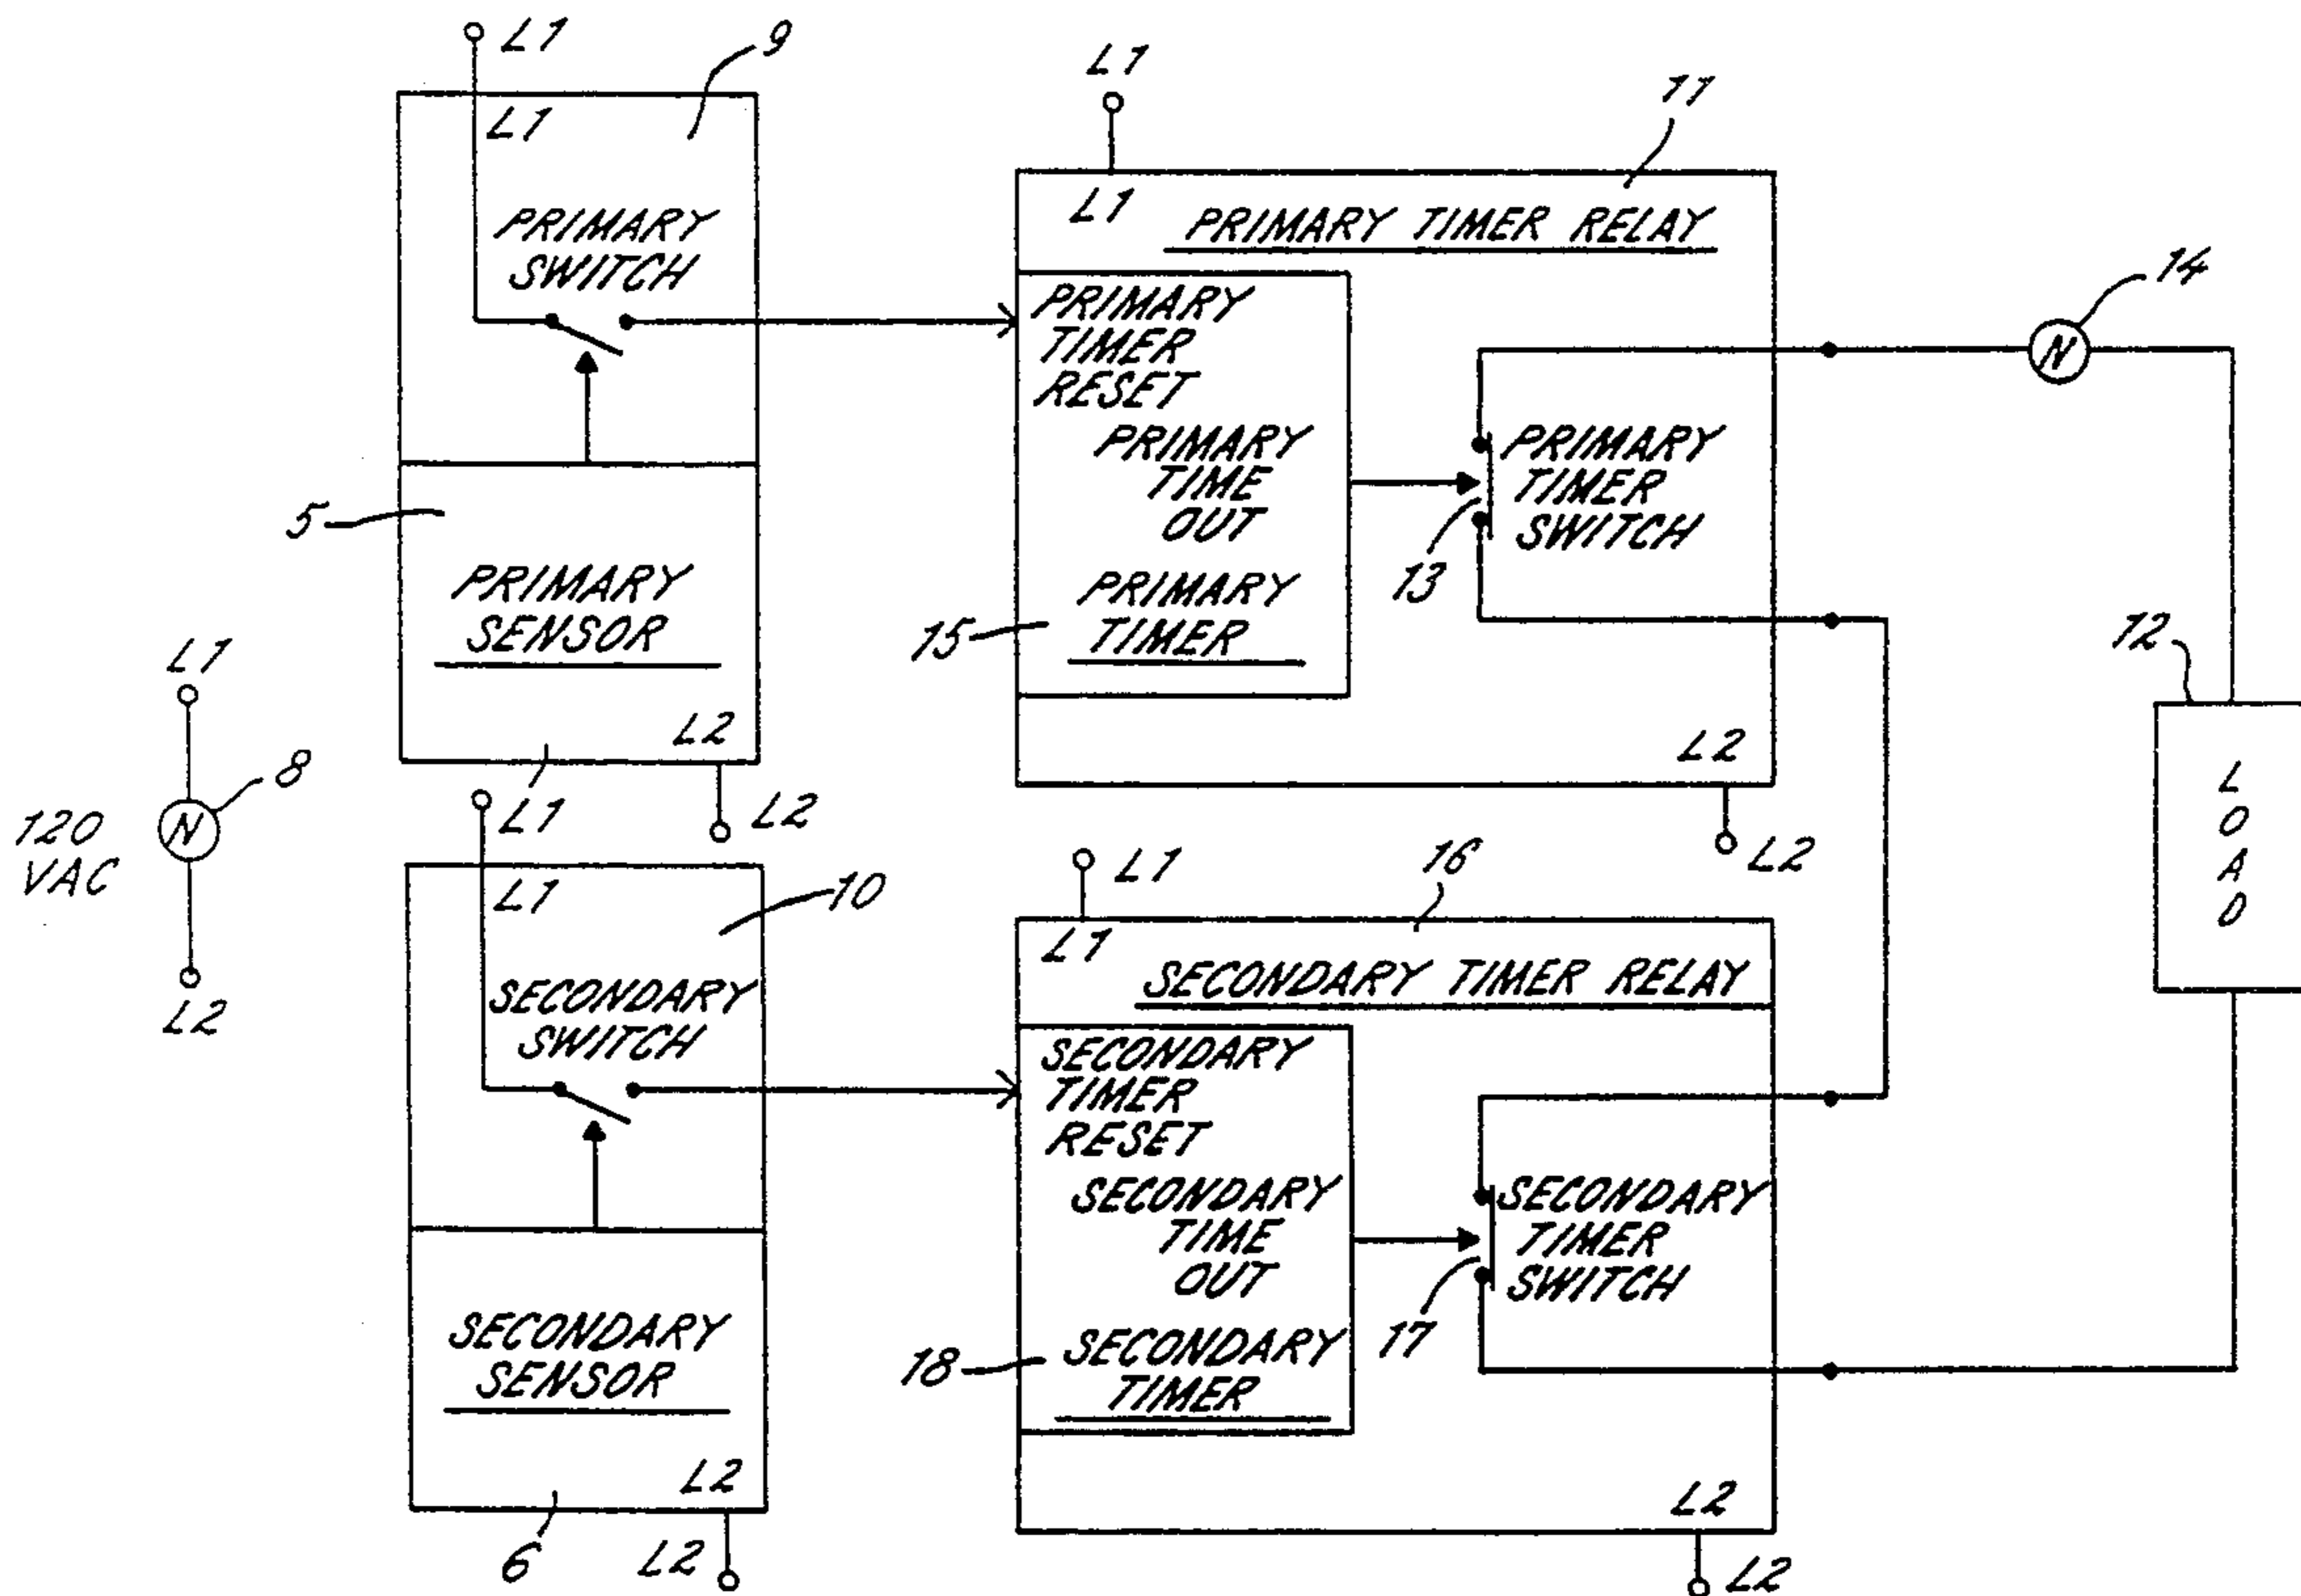 L1
9
L1
PRIMARY
SWITCH
5
PRIMARY
SENSOR
L2
1
L2
L1
8
120
VAC
L2
L1
L1
10
SECONDARY
SWITCH
SECONDARY
SENSOR
L2
6
L2
L1
11
L1
PRIMARY TIMER RELAY
PRIMARY
TIMER
RESET
PRIMARY
TIME
OUT
PRIMARY
TIMER
15
13
PRIMARY
TIMER
SWITCH
L2
L2
L1
16
L1
SECONDARY TIMER RELAY
SECONDARY
TIMER
RESET
SECONDARY
TIME
OUT
SECONDARY
TIMER
18
17
SECONDARY
TIMER
SWITCH
L2
L2
N
14
N
12
L
O
A
D